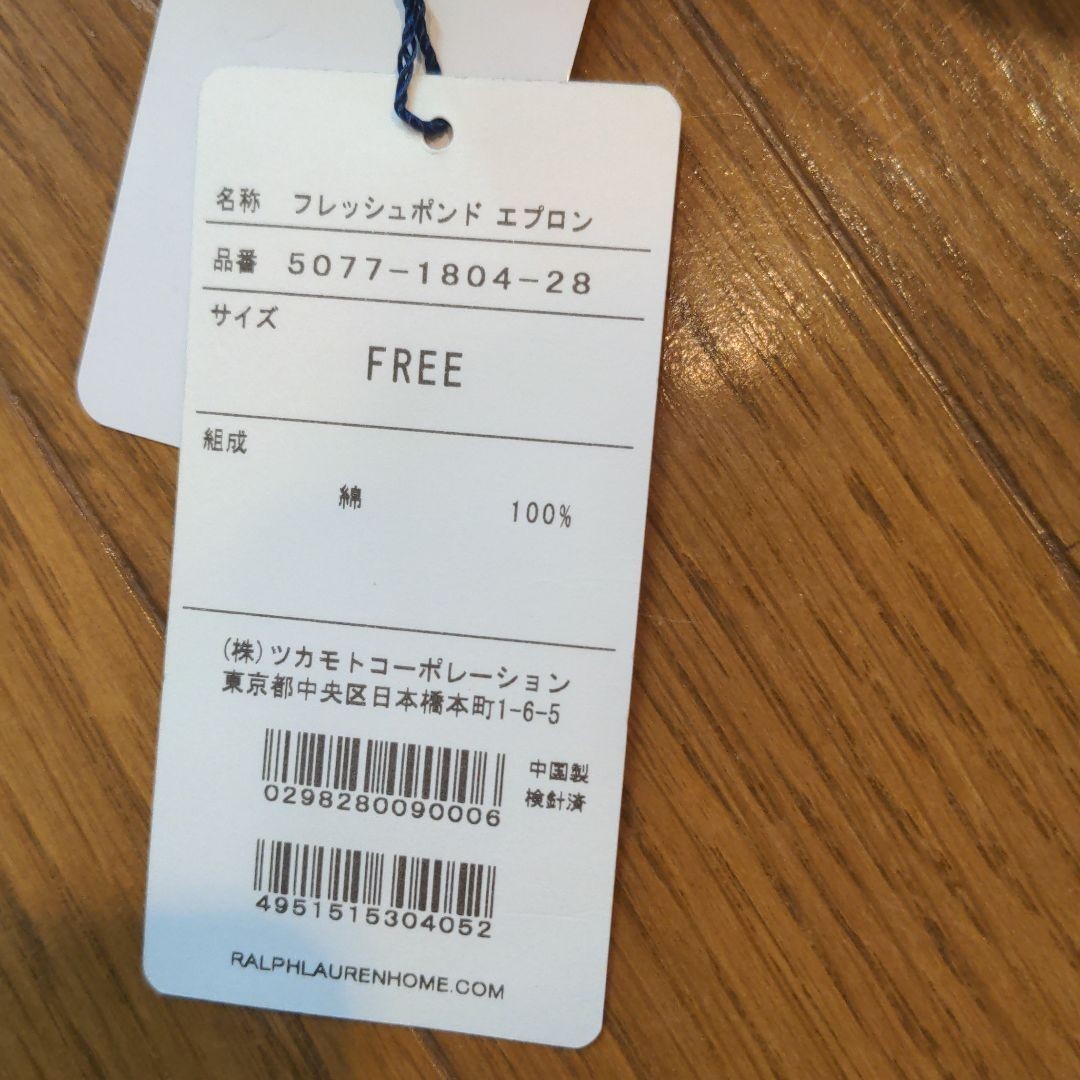 名称 フレッシュポンド エプロン
品番 5077-1804-28
サイズ
FREE
組成
綿 100%
(株)ツカモトコーポレーション
東京都中央区日本橋本町1-6-5
中国製
検針済
0298280090006
4951515304052
RALPHLAURENHOME.COM